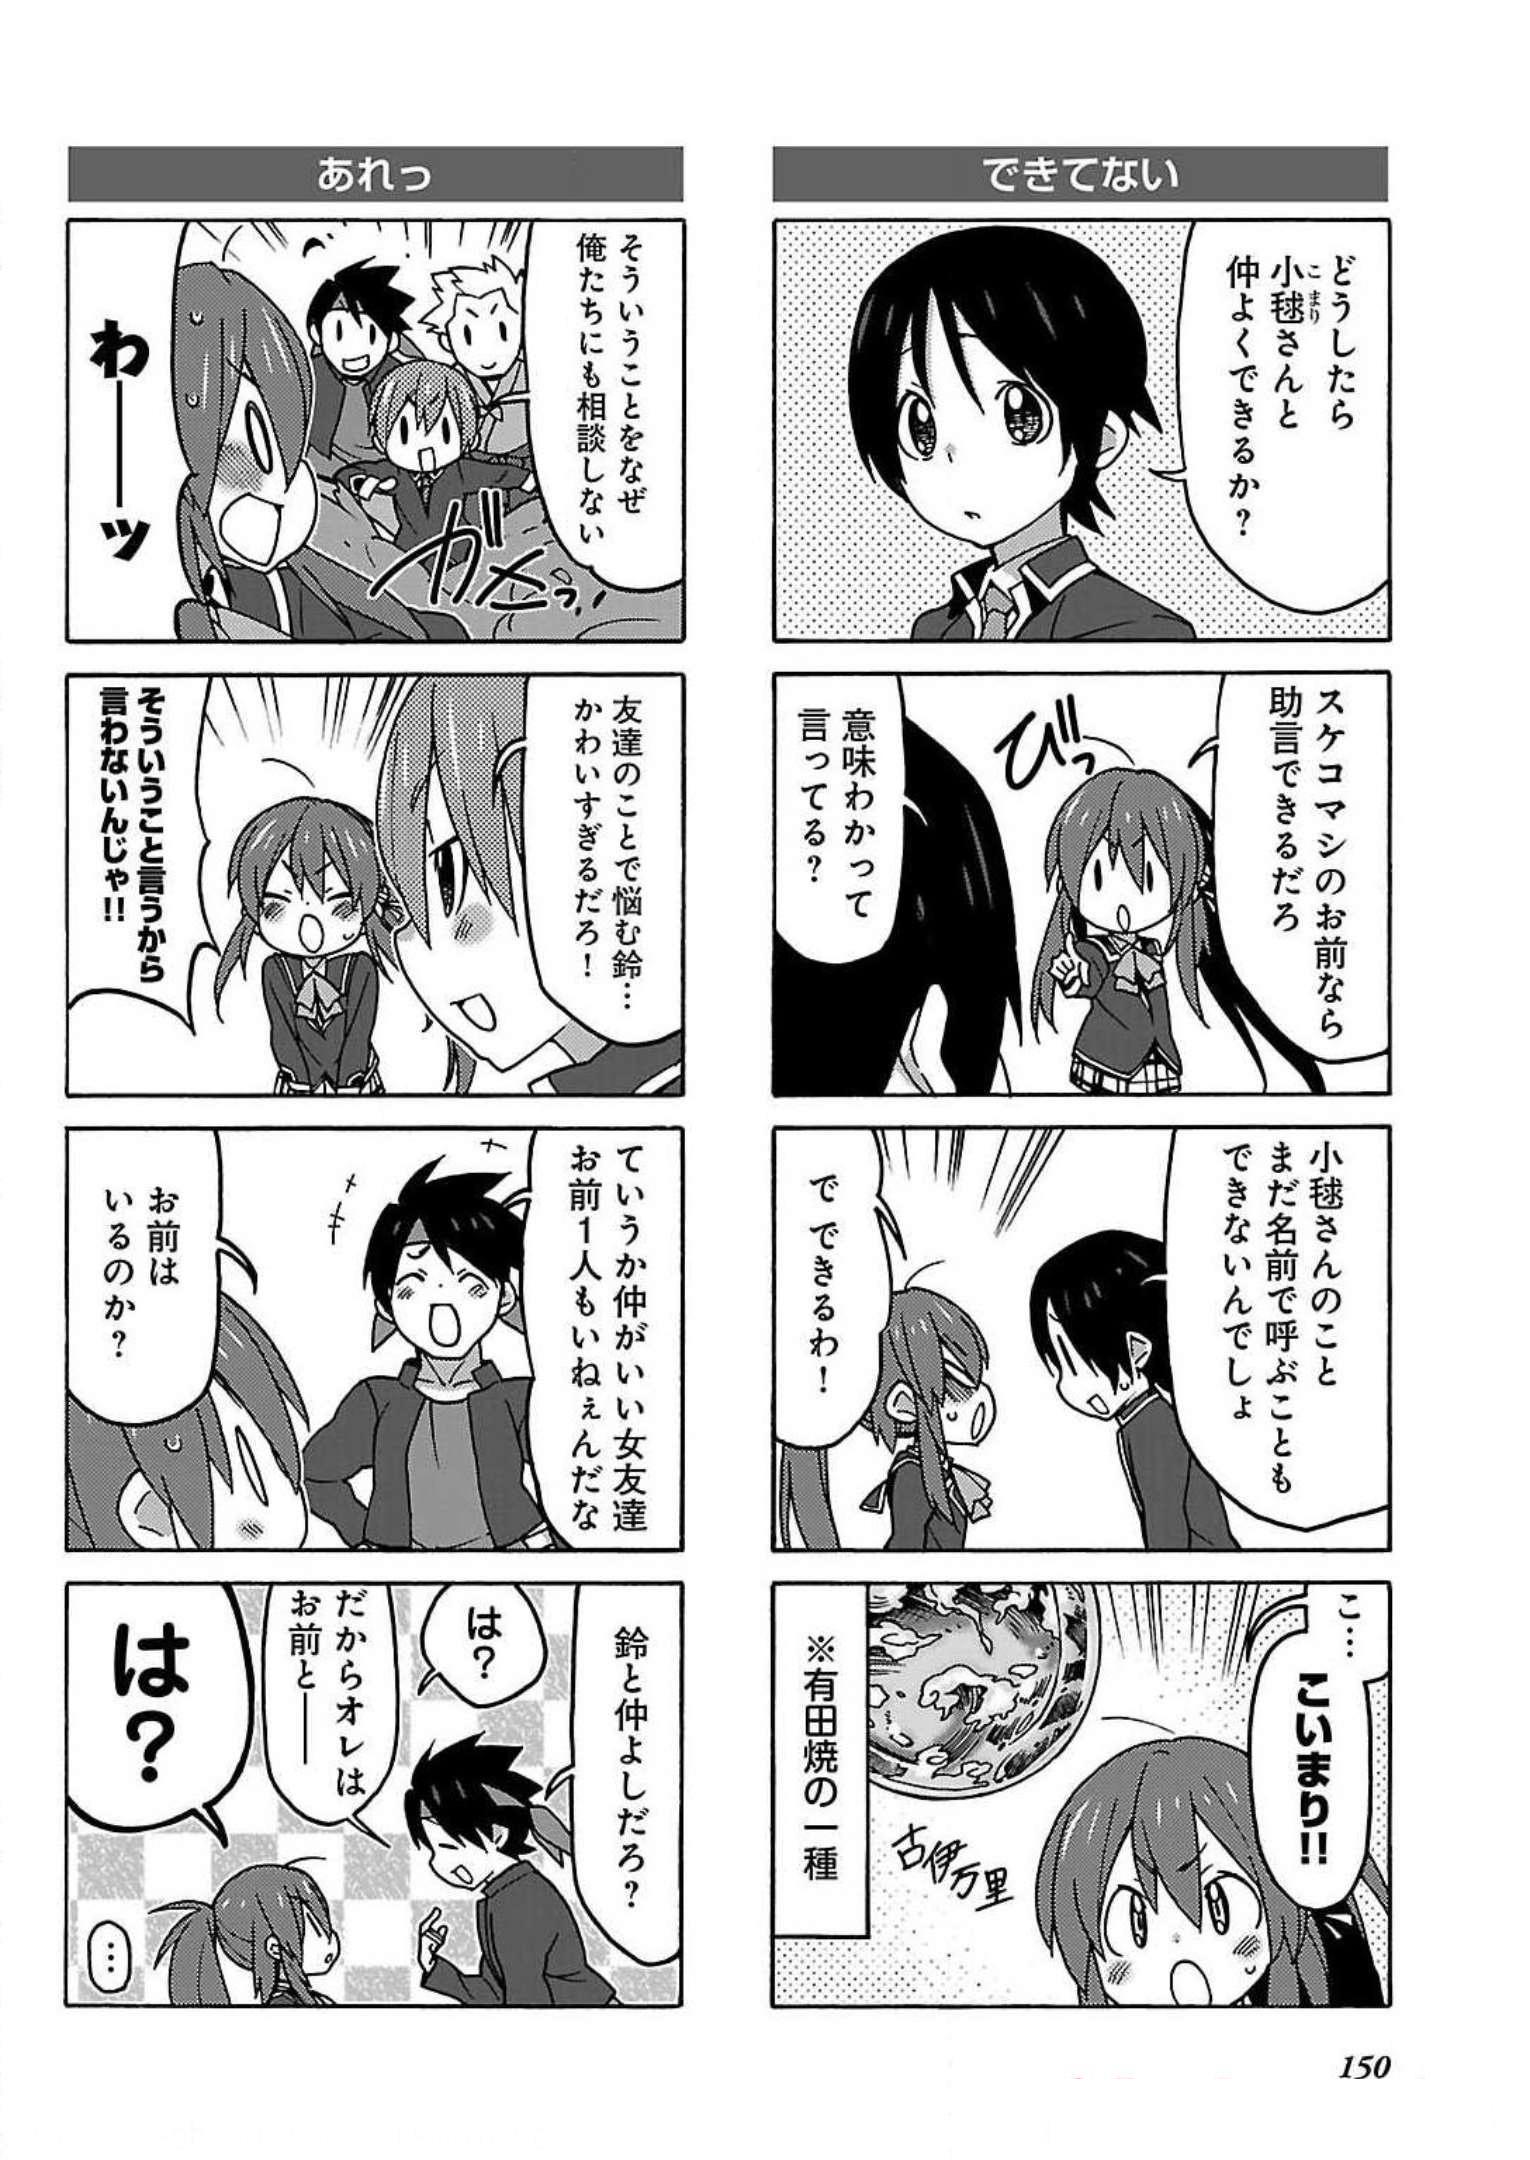 できてない
どうしたら
小毬さんと
こまり
仲よくできるか?
スケコマシのお前なら
助言できるだろ
びっ
意味わかって
言ってる?
小毬さんのこと
まだ名前で呼ぶことも
できないんでしょ
で できるわ!
こ…
こいまり!!
古伊万里
※有田焼の一種
あれっ
そういうことをなぜ
俺たちにも相談しない
ガサっ
わーーッ
友達のことで悩む鈴…
かわいすぎるだろ!
そういうこと言うから
言わないんじゃ!!
ていうか仲がいい女友達
お前1人もいねぇんだな
お前は
いるのか?
鈴と仲よしだろ?
は?
だからオレは
お前と――
は?
…
150